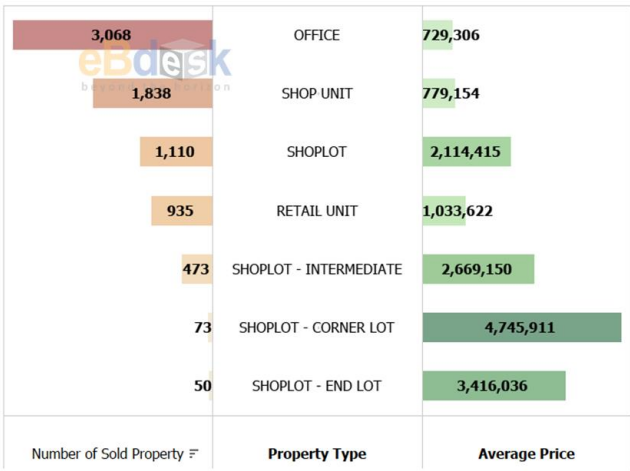 3,068 OFFICE 729,306
eBdesk
beyond horizon
1,838 SHOP UNIT 779,154
1,110 SHOPLOT 2,114,415
935 RETAIL UNIT 1,033,622
473 SHOPLOT - INTERMEDIATE 2,669,150
73 SHOPLOT - CORNER LOT 4,745,911
50 SHOPLOT - END LOT 3,416,036
Number of Sold Property Property Type Average Price